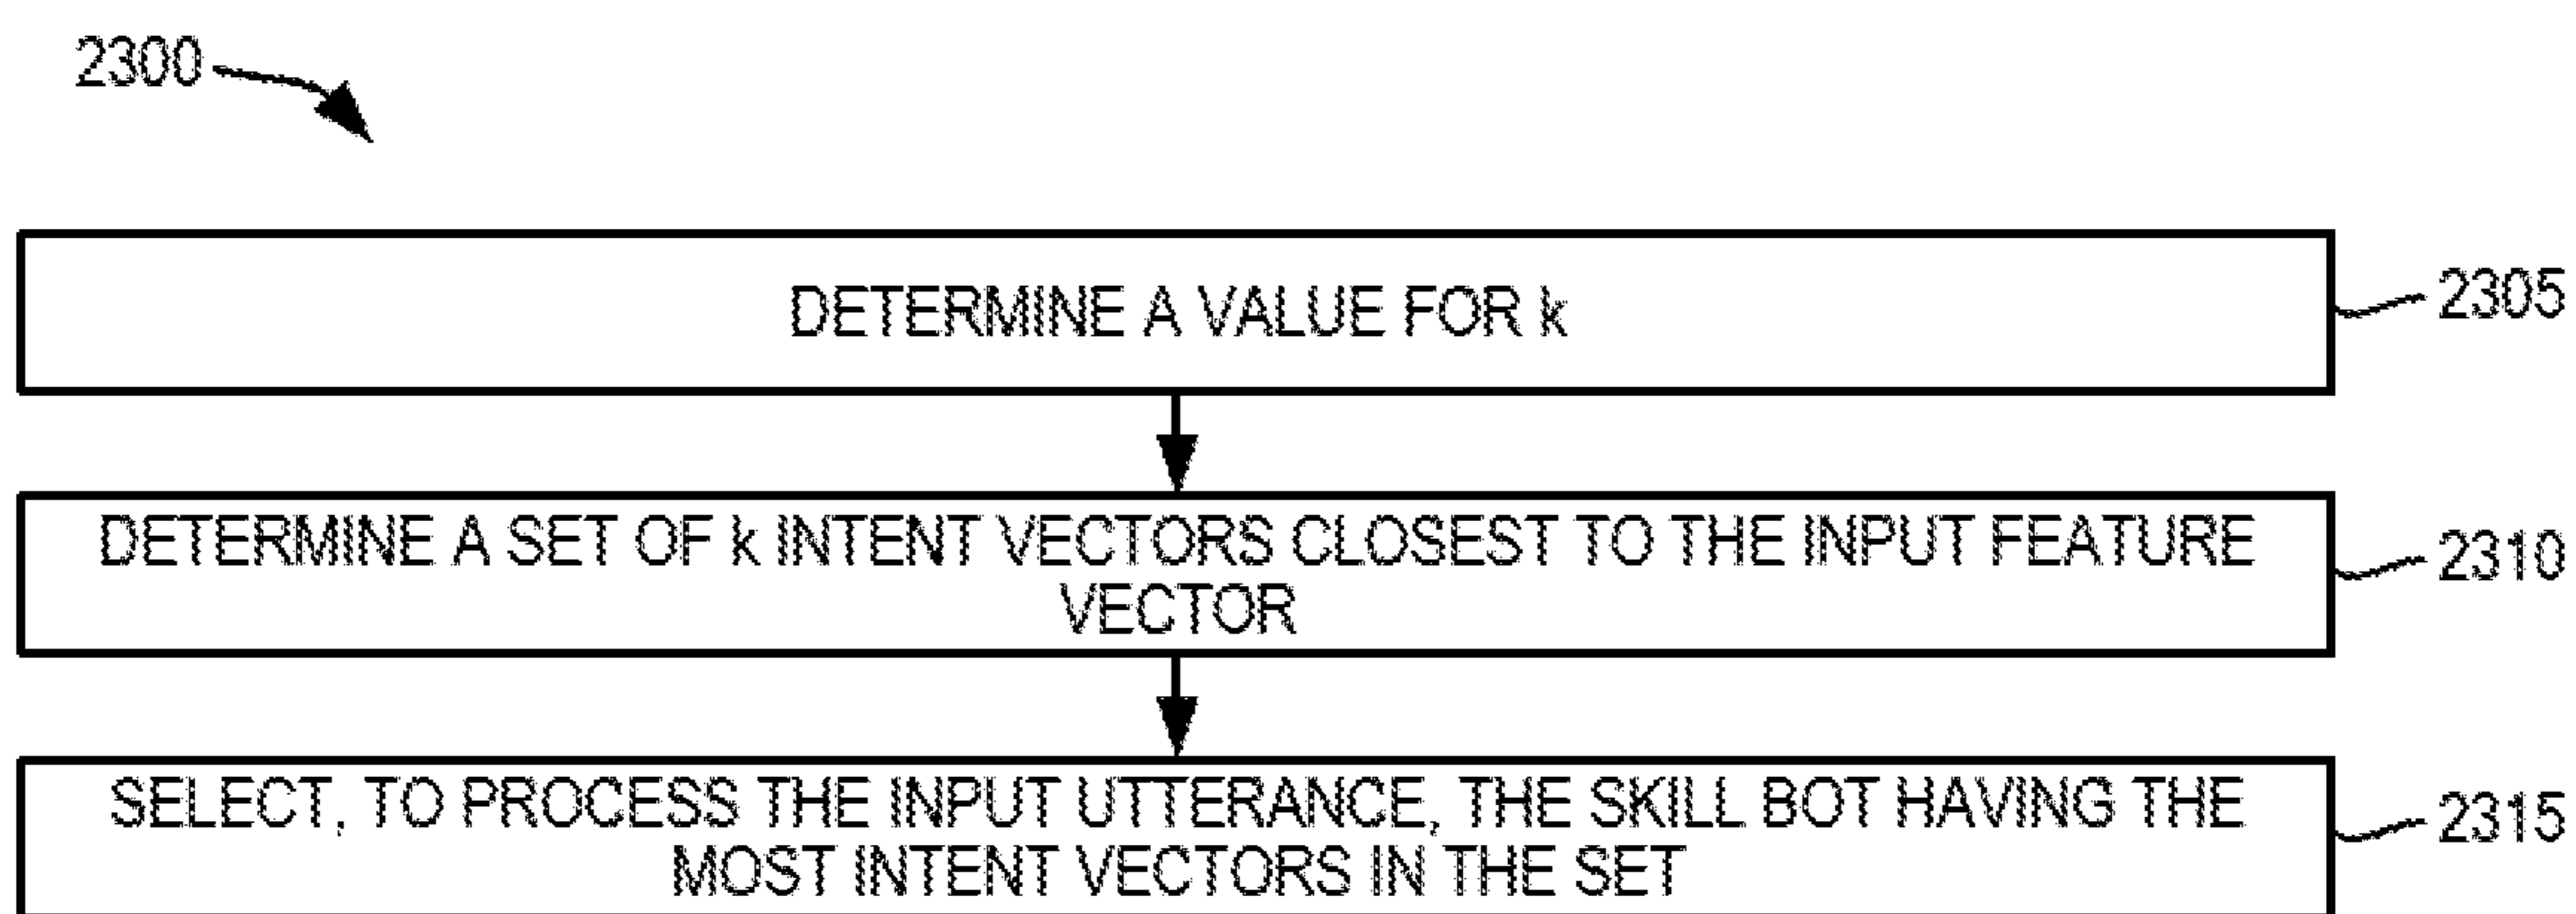 2300
DETERMINE A VALUE FOR k
2305
DETERMINE A SET OF k INTENT VECTORS CLOSEST TO THE INPUT FEATURE
VECTOR
2310
SELECT, TO PROCESS THE INPUT UTTERANCE, THE SKILL BOT HAVING THE
MOST INTENT VECTORS IN THE SET
2315